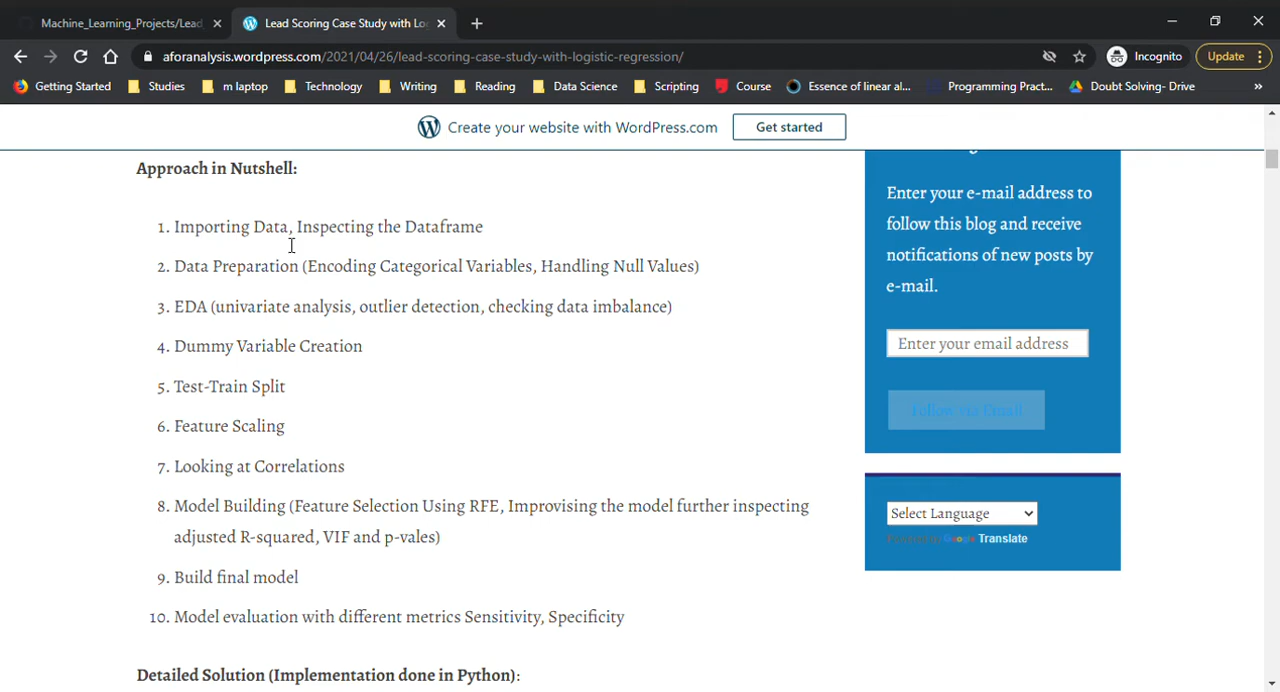 Machine_Learning_Projects/Lead
Lead Scoring Case Study with Lo
aforanalysis.wordpress.com/2021/04/26/lead-scoring-case-study-with-logistic-regression/
Incognito
Update
Getting Started
Studies
m laptop
Technology
Writing
Reading
Data Science
Scripting
Course
Essence of linear al...
Programming Pract...
Doubt Solving- Drive
»
Create your website with WordPress.com
Get started
Approach in Nutshell:
1. Importing Data, Inspecting the Dataframe
2. Data Preparation (Encoding Categorical Variables, Handling Null Values)
3. EDA (univariate analysis, outlier detection, checking data imbalance)
4. Dummy Variable Creation
5. Test-Train Split
6. Feature Scaling
7. Looking at Correlations
8. Model Building (Feature Selection Using RFE, Improvising the model further inspecting
adjusted R-squared, VIF and p-vales)
9. Build final model
10. Model evaluation with different metrics Sensitivity, Specificity
Detailed Solution (Implementation done in Python):
Enter your e-mail address to
follow this blog and receive
notifications of new posts by
e-mail.
Enter your email address
Follow via Email
Select Language
Powered by Google Translate